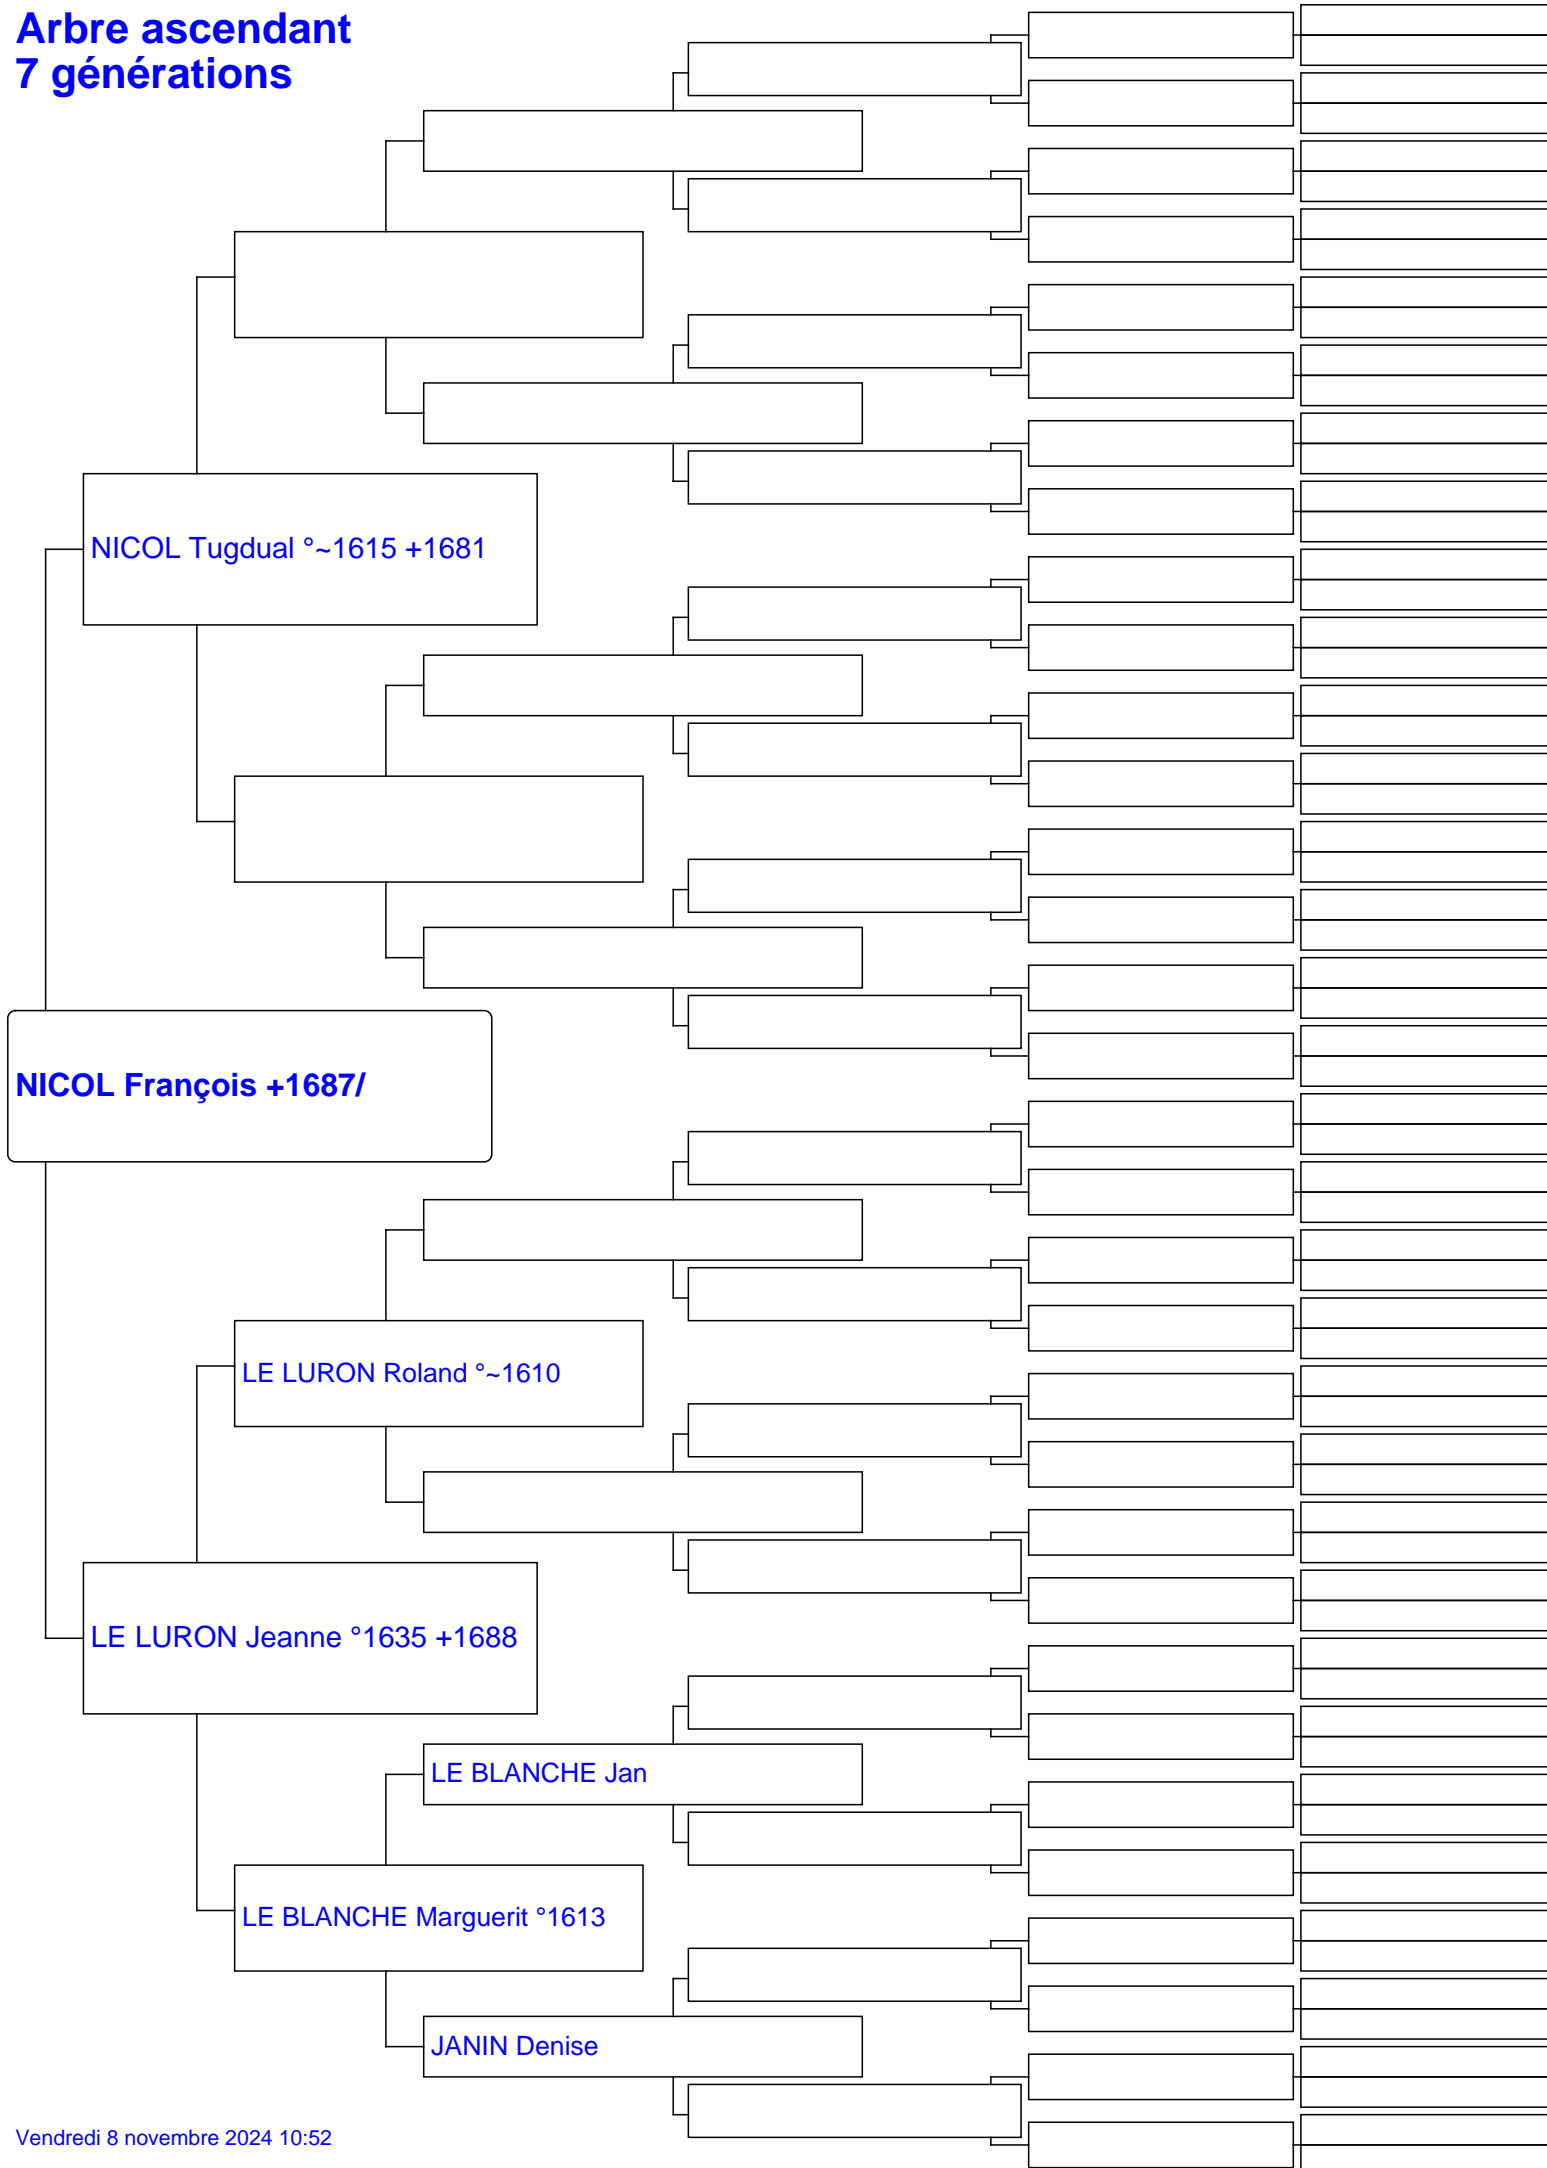 Arbre ascendant
7 générations
NICOL Tugdual °~1615 +1681
NICOL François +1687/
LE LURON Roland °~1610
LE LURON Jeanne °1635 +1688
LE BLANCHE Jan
LE BLANCHE Marguerit °1613
JANIN Denise
Vendredi 8 novembre 2024 10:52